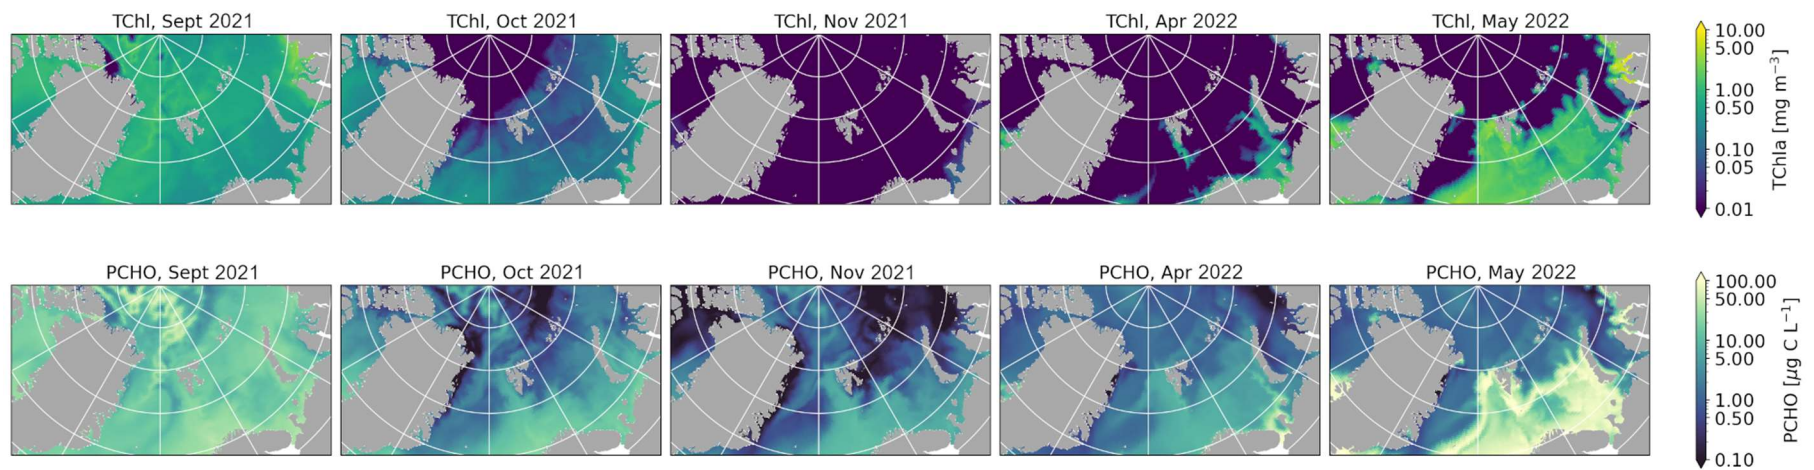 TChl, Sept 2021
TChl, Oct 2021
TChl, Nov 2021
TChl, Apr 2022
TChl, May 2022
10.00
5.00
1.00
0.50
0.10
0.05
0.01
TChla [mg m⁻³]
PCHO, Sept 2021
PCHO, Oct 2021
PCHO, Nov 2021
PCHO, Apr 2022
PCHO, May 2022
100.00
50.00
10.00
5.00
1.00
0.50
0.10
PCHO [μg C L⁻¹]